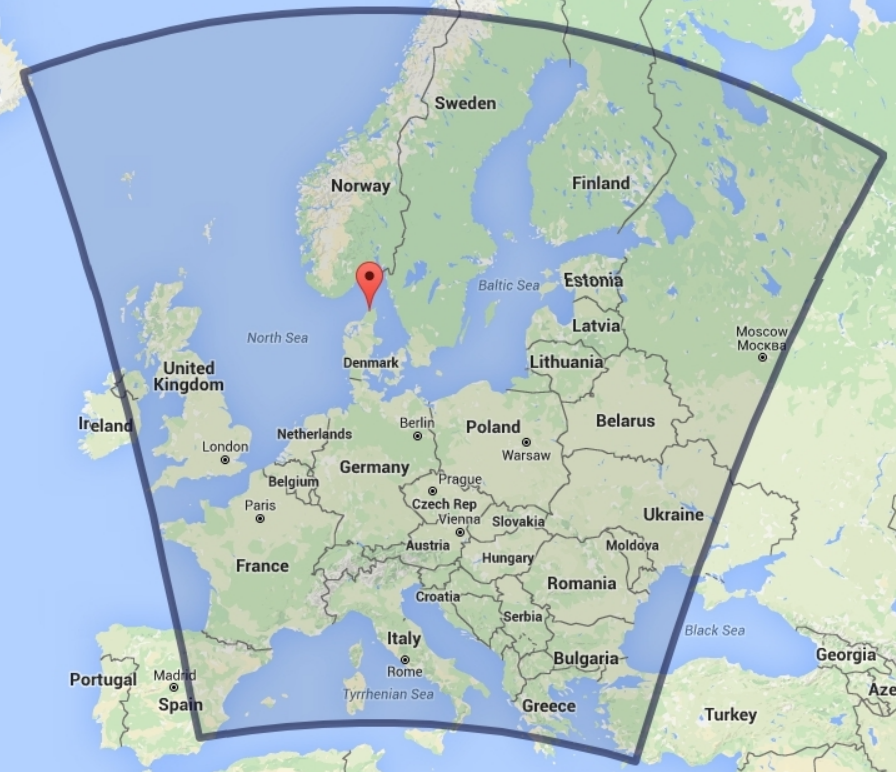 Sweden
Norway
Finland
Estonia
Baltic Sea
Latvia
North Sea
Moscow
Москва
Denmark
Lithuania
United
Kingdom
Ireland
Belarus
Berlin
Poland
Netherlands
London
Warsaw
Germany
Belgium
Prague
Paris
Czech Rep
Ukraine
Vienna
Slovakia
Austria
Moldova
Hungary
France
Romania
Croatia
Serbia
Black Sea
Italy
Georgia
Bulgaria
Rome
Madrid
Portugal
Tyrrhenian Sea
Aze
Spain
Greece
Turkey